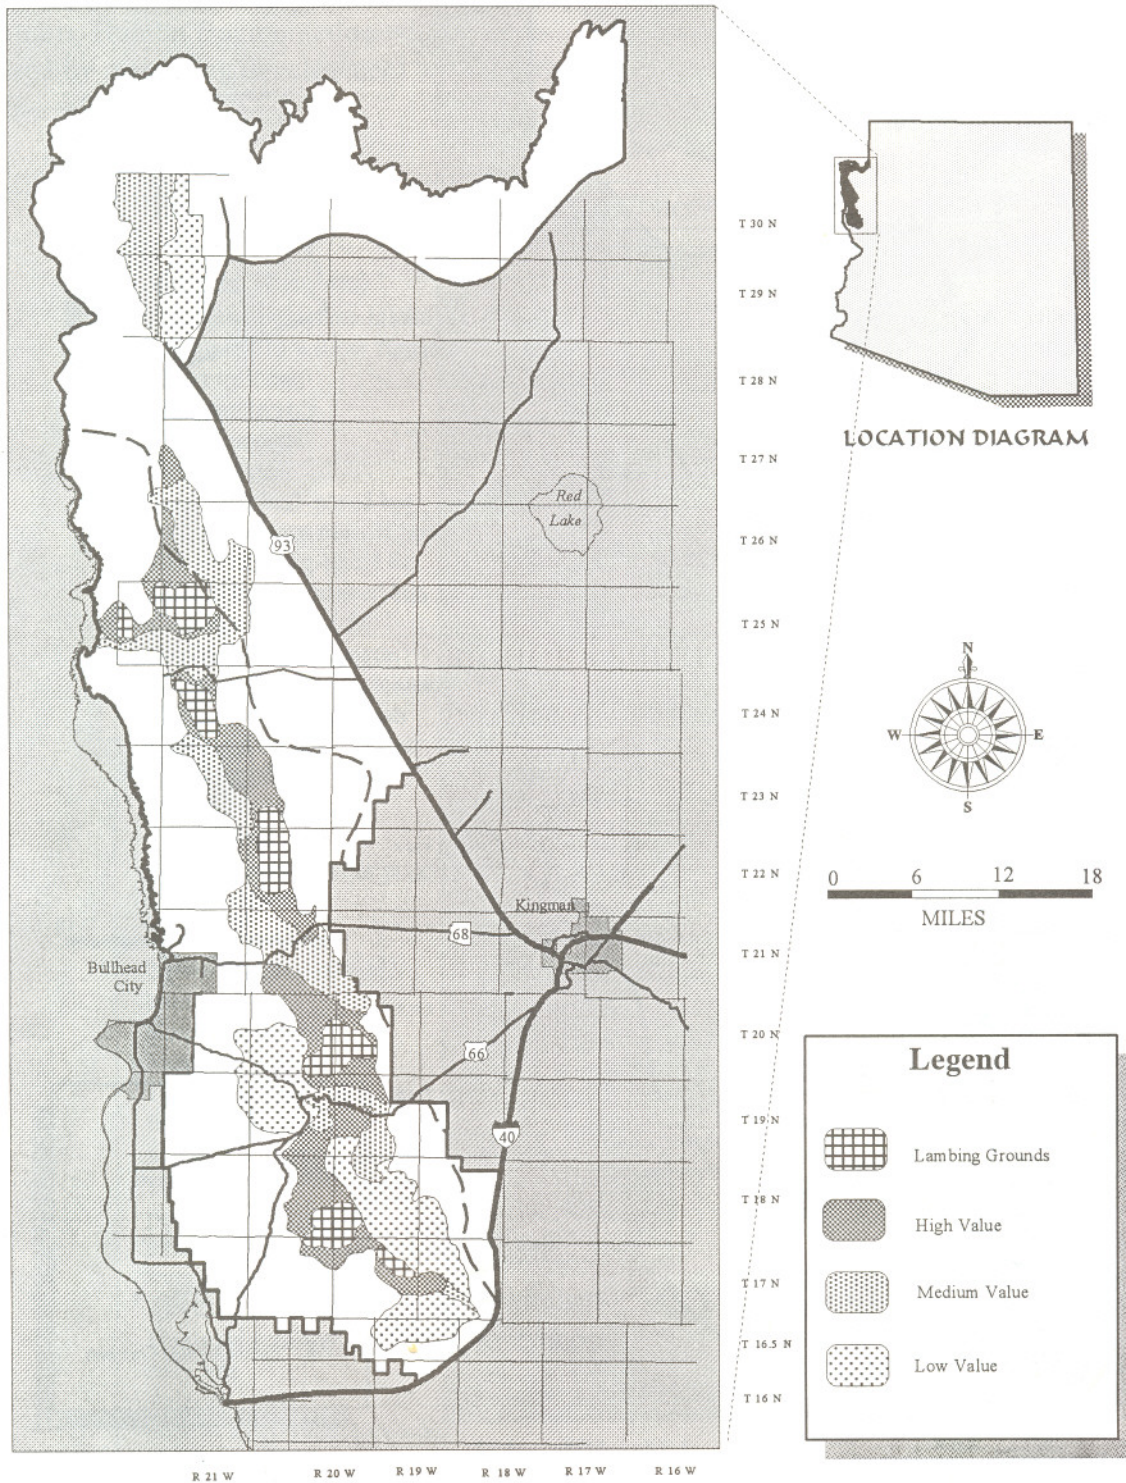 T 30 N
T 29 N
T 28 N
LOCATION DIAGRAM
T 27 N
Red
Lake
T 26 N
93
T 25 N
N
T 24 N
W
E
T 23 N
S
T 22 N
0 6 12 18
MILES
Kingman
68
T 21 N
Bullhead
City
T 20 N
66
Legend
T 19 N
40
Lambing Grounds
T 18 N
High Value
T 17 N
Medium Value
T 16.5 N
Low Value
T 16 N
R 21 W R 20 W R 19 W R 18 W R 17 W R 16 W